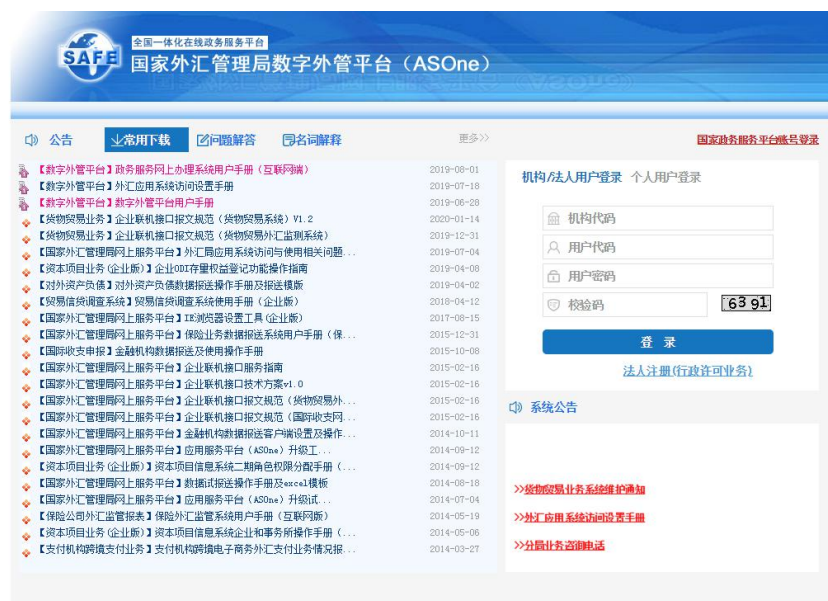 SAFE
全国一体化在线政务服务平台
国家外汇管理局数字外管平台（ASOne）
公告 常用下载 问题解答 名词解释 更多>>
国家政务服务平台账号登录
【数字外管平台】政务服务网上办理系统用户手册（互联网端） 2019-08-01
【数字外管平台】外汇应用系统访问设置手册 2019-07-18
【数字外管平台】数字外管平台用户手册 2019-06-28
【货物贸易业务】企业联机接口报文规范（货物贸易系统）V1.2 2020-01-14
【货物贸易业务】企业联机接口报文规范（货物贸易外汇监测系统） 2019-12-31
【国家外汇管理局网上服务平台】外汇局应用系统访问与使用相关问题... 2019-07-04
【资本项目业务(企业版)】企业ODI存量权益登记功能操作指南 2019-04-08
【对外资产负债】对外资产负债数据报送操作手册及报送模版 2019-04-02
【贸易信贷调查系统】贸易信贷调查系统使用手册（企业版） 2018-04-12
【国家外汇管理局网上服务平台】IE浏览器设置工具(企业版) 2017-08-15
【国家外汇管理局网上服务平台】保险业务数据报送系统用户手册（保... 2015-12-31
【国际收支申报】金融机构数据报送及使用操作手册 2015-10-08
【国家外汇管理局网上服务平台】企业联机接口服务指南 2015-02-16
【国家外汇管理局网上服务平台】企业联机接口技术方案v1.0 2015-02-16
【国家外汇管理局网上服务平台】企业联机接口报文规范（货物贸易外... 2015-02-16
【国家外汇管理局网上服务平台】企业联机接口报文规范（国际收支网... 2015-02-16
【国家外汇管理局网上服务平台】金融机构数据报送客户端设置及操作... 2014-10-11
【国家外汇管理局网上服务平台】应用服务平台（ASOne）升级工... 2014-09-12
【资本项目业务(企业版)】资本项目信息系统二期角色权限分配手册（... 2014-09-12
【国家外汇管理局网上服务平台】数据试报送操作手册及excel模板 2014-08-18
【国家外汇管理局网上服务平台】应用服务平台（ASOne）升级试... 2014-07-04
【保险公司外汇监管报表】保险外汇监管系统用户手册（互联网版） 2014-05-19
【资本项目业务(企业版)】资本项目信息系统企业和事务所操作手册（... 2014-05-06
【支付机构跨境支付业务】支付机构跨境电子商务外汇支付业务情况报... 2014-03-27
机构/法人用户登录 个人用户登录
机构代码
用户代码
用户密码
校验码 6391
登 录
法人注册(行政许可业务)
系统公告
>>货物贸易业务系统维护通知
>>外汇应用系统访问设置手册
>>分局业务咨询电话